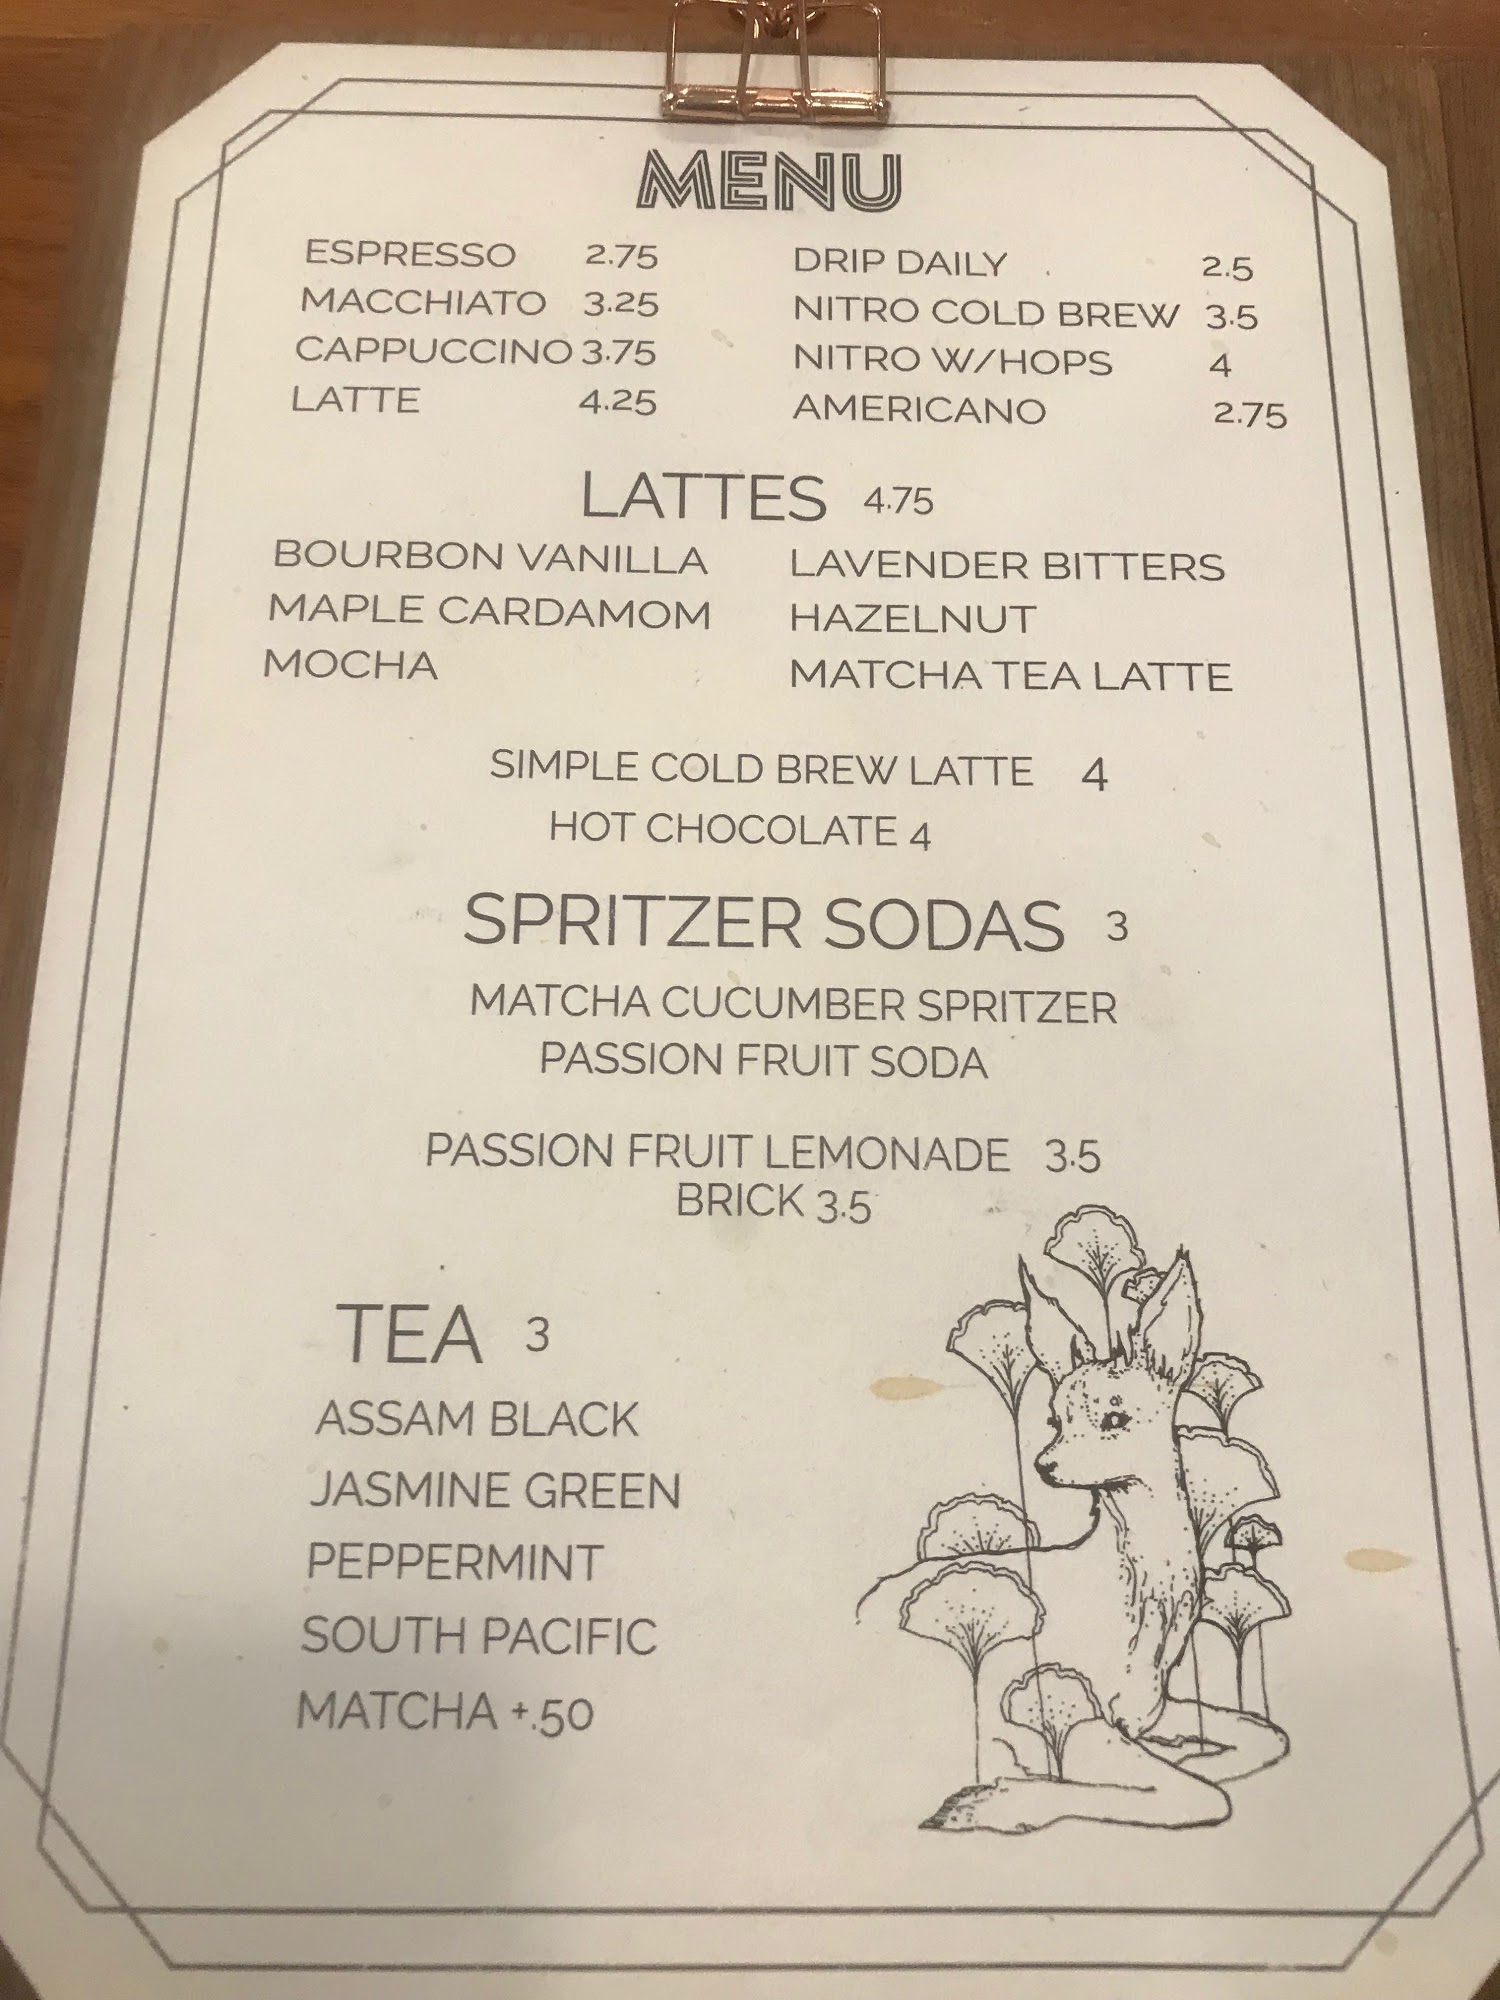 MENU
ESPRESSO 2.75
MACCHIATO 3.25
CAPPUCCINO 3.75
LATTE 4.25
DRIP DAILY 2.5
NITRO COLD BREW 3.5
NITRO W/HOPS 4
AMERICANO 2.75
LATTES 4.75
BOURBON VANILLA
MAPLE CARDAMOM
MOCHA
LAVENDER BITTERS
HAZELNUT
MATCHA TEA LATTE
SIMPLE COLD BREW LATTE 4
HOT CHOCOLATE 4
SPRITZER SODAS 3
MATCHA CUCUMBER SPRITZER
PASSION FRUIT SODA
PASSION FRUIT LEMONADE 3.5
BRICK 3.5
TEA 3
ASSAM BLACK
JASMINE GREEN
PEPPERMINT
SOUTH PACIFIC
MATCHA +.50